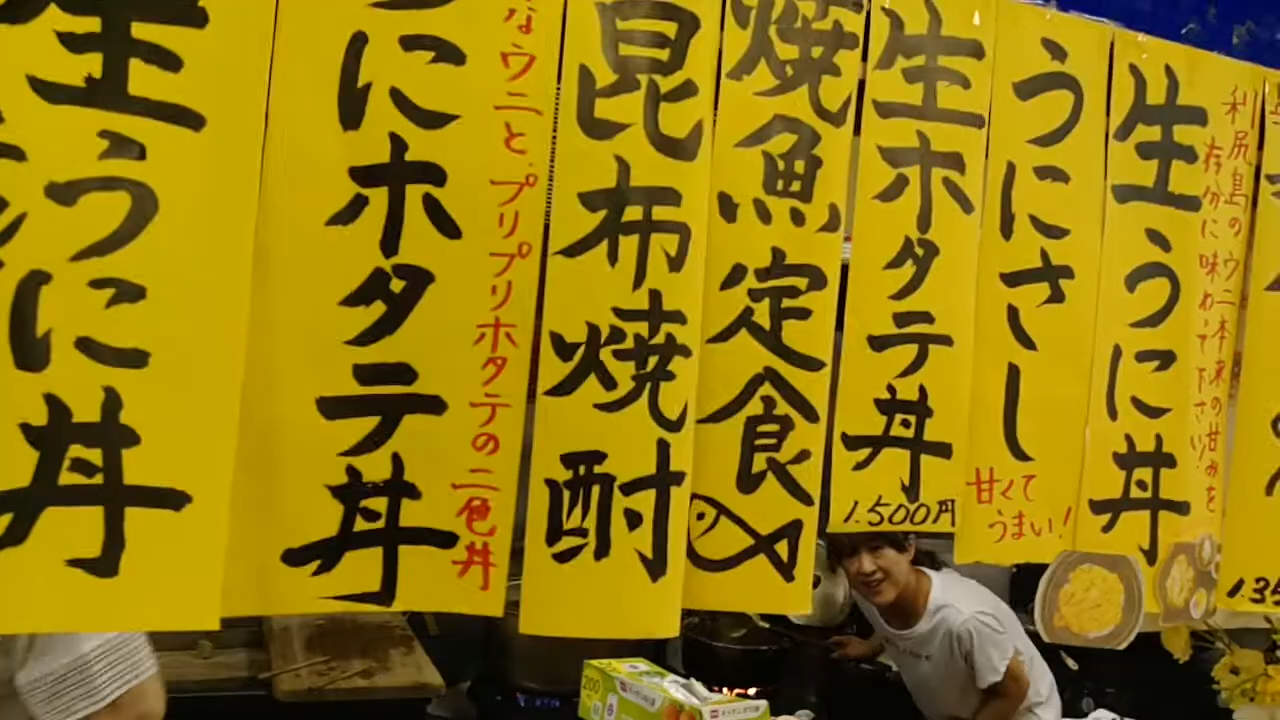 生うに丼
利尻島のウニ本来の甘みを
存分に味わって下さい!
うにさし
甘くて
うまい!
生ホタテ丼
1.500円
焼魚定食
昆布焼酎
なウニと、プリプリホタテの二色丼
にホタテ丼
生うに丼
200